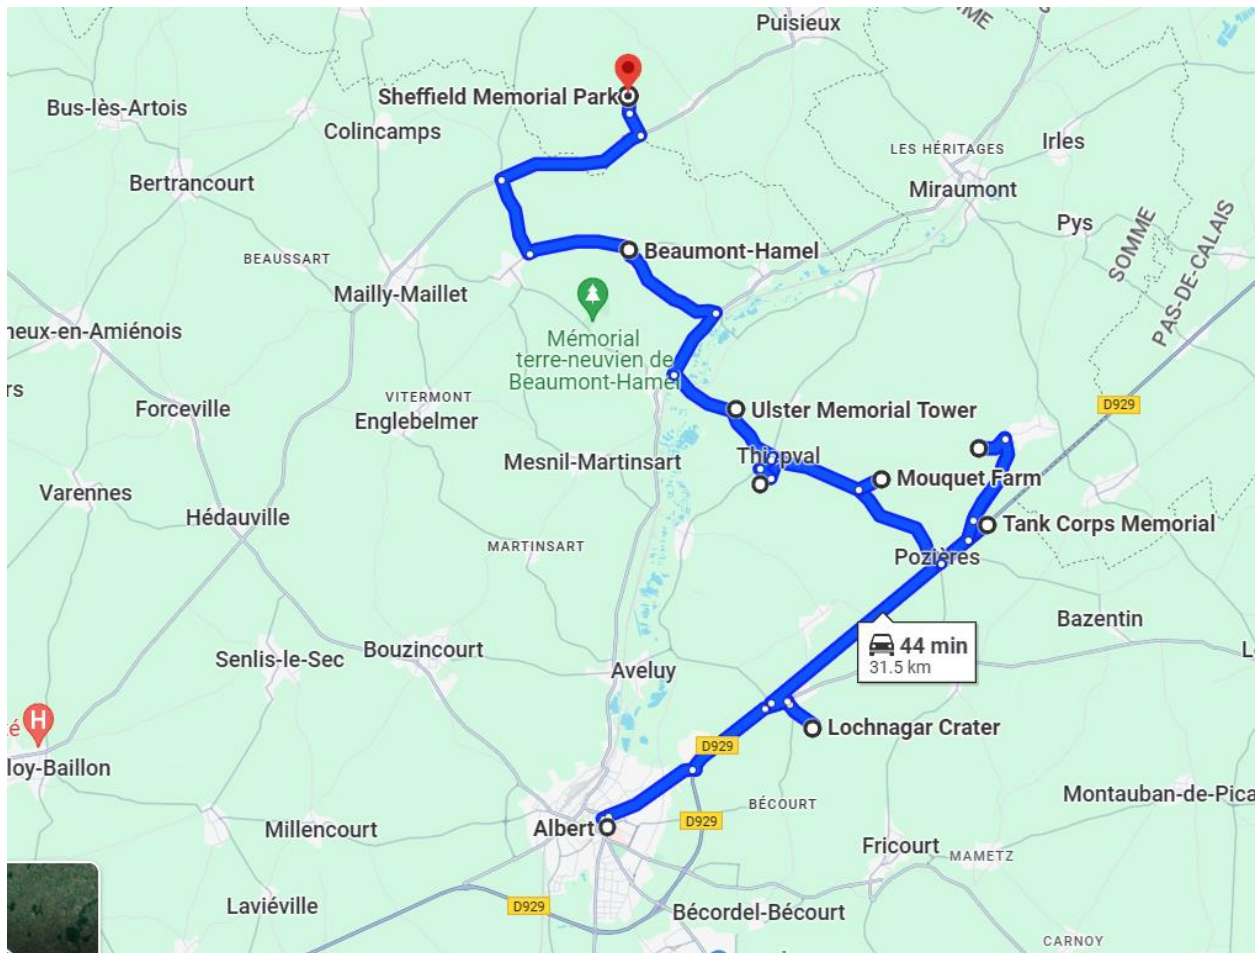 Puisieux
MME
Sheffield Memorial Park
Bus-lès-Artois
Colincamps
Irles
LES HÉRITAGES
Bertrancourt
Miraumont
Pys
SOMME
PAS-DE-CALAIS
BEAUSSART
Beaumont-Hamel
Mailly-Maillet
neux-en-Amiénois
Mémorial
terre-neuvien de
Beaumont-Hamel
rs
VITERMONT
Forceville
Englebelmer
Ulster Memorial Tower
D929
Mesnil-Martinsart
Thiepval
Mouquet Farm
Varennes
Hédauville
Tank Corps Memorial
MARTINSART
Pozières
Bazentin
44 min
31.5 km
Senlis-le-Sec
Bouzincourt
Aveluy
Lochnagar Crater
H
é
D929
loy-Baillon
BÉCOURT
Montauban-de-Pica
Millencourt
Albert
D929
Fricourt
MAMETZ
Laviéville
D929
Bécordel-Bécourt
CARNOY